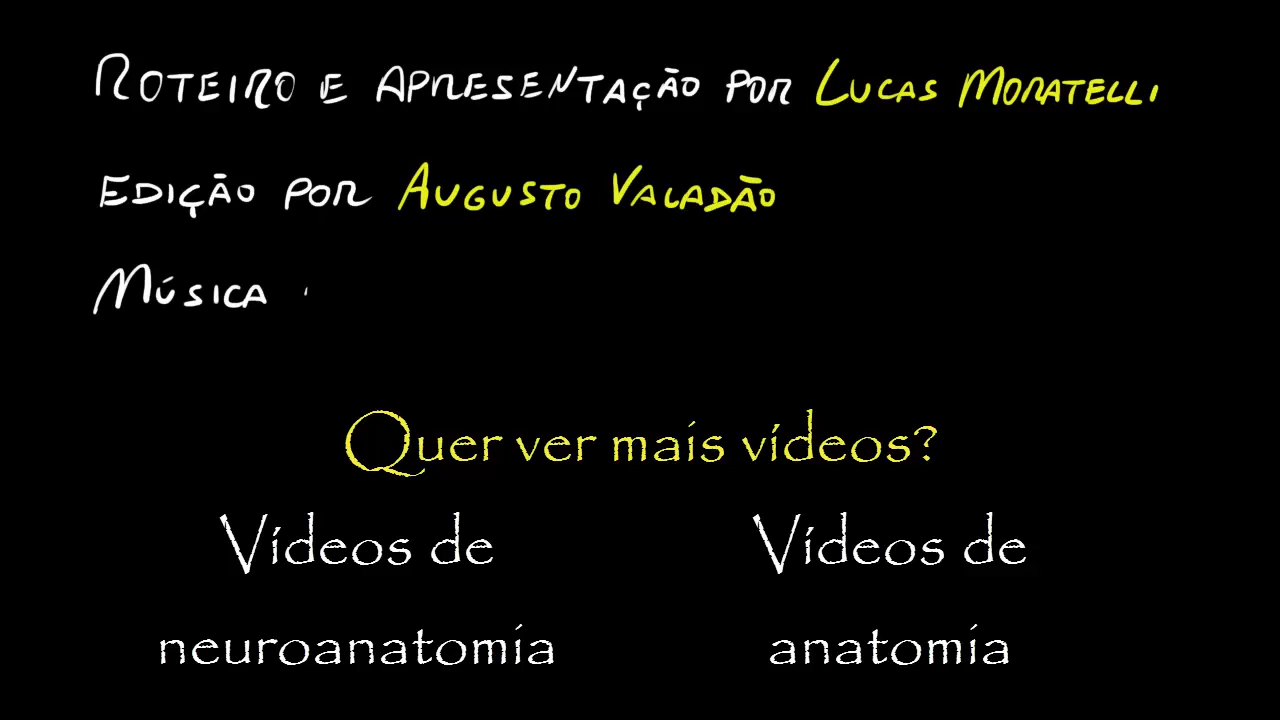 ROTEIRO E APRESENTAÇÃO POR LUCAS MORATELLI
EDIÇÃO POR AUGUSTO VALADÃO
MÚSICA
Quer ver mais vídeos?
Vídeos de
neuroanatomia
Vídeos de
anatomia